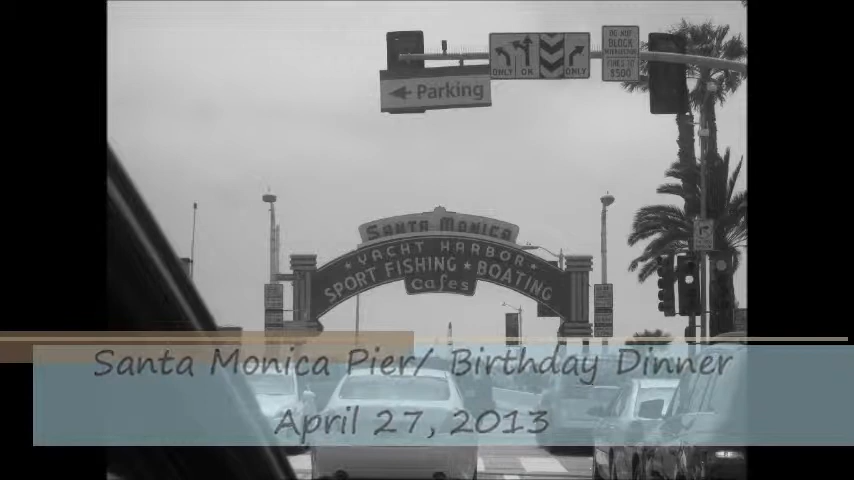 ONLY OK ONLY
DO NOT
BLOCK
INTERSECTION
FINES TO
$500
← Parking
SANTA MONICA
★ YACHT HARBOR ★
SPORT FISHING ★ BOATING
Cafes
Santa Monica Pier/ Birthday Dinner
April 27, 2013